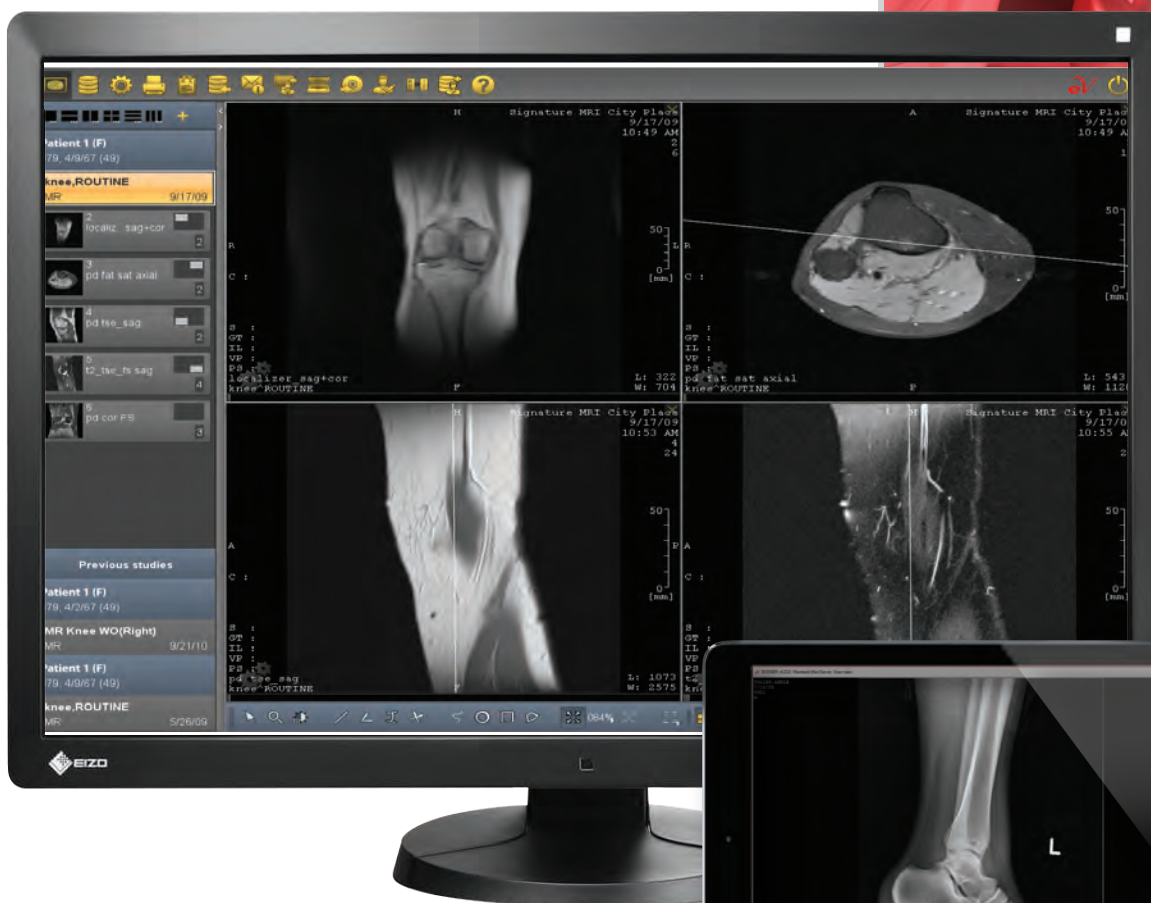 Patient 1 (F)
79, 4/9/67 (49)
knee,ROUTINE
MR 9/17/09
2
localiz. sag+cor
2
3
pd fat sat axial
2
4
pd tse_sag
2
5
t2_tse_fs sag
4
5
pd cor FS
3
Previous studies
Patient 1 (F)
79, 4/2/67 (49)
MR Knee WO(Right)
MR 9/21/10
Patient 1 (F)
79, 4/9/67 (49)
knee,ROUTINE
MR 5/26/09
H Signature MRI City Place
9/17/09
10:49 AM
2
6
R
50
L
C :
0
[mm]
S :
GT :
IL :
VP :
PS :
localizer_sag+cor L: 322
knee^ROUTINE F W: 704
A Signature MRI City Plac
9/17/09
10:49 A
1
R
50
C :
0
[mm]
S :
GT :
IL :
VP :
PS :
pd fat sat axial L: 543
knee^ROUTINE P W: 1120
H Signature MRI City Place
9/17/09
10:53 AM
4
24
50
A P
C :
0
[mm]
S :
GT :
IL :
VP :
PS :
pd tse_sag L: 1073
knee^ROUTINE F W: 2575
H Signature MRI City Plac
9/17/09
10:55 A
2
50
A
C :
0
[mm]
S :
GT :
IL :
VP :
PS :
084%
EIZO
L